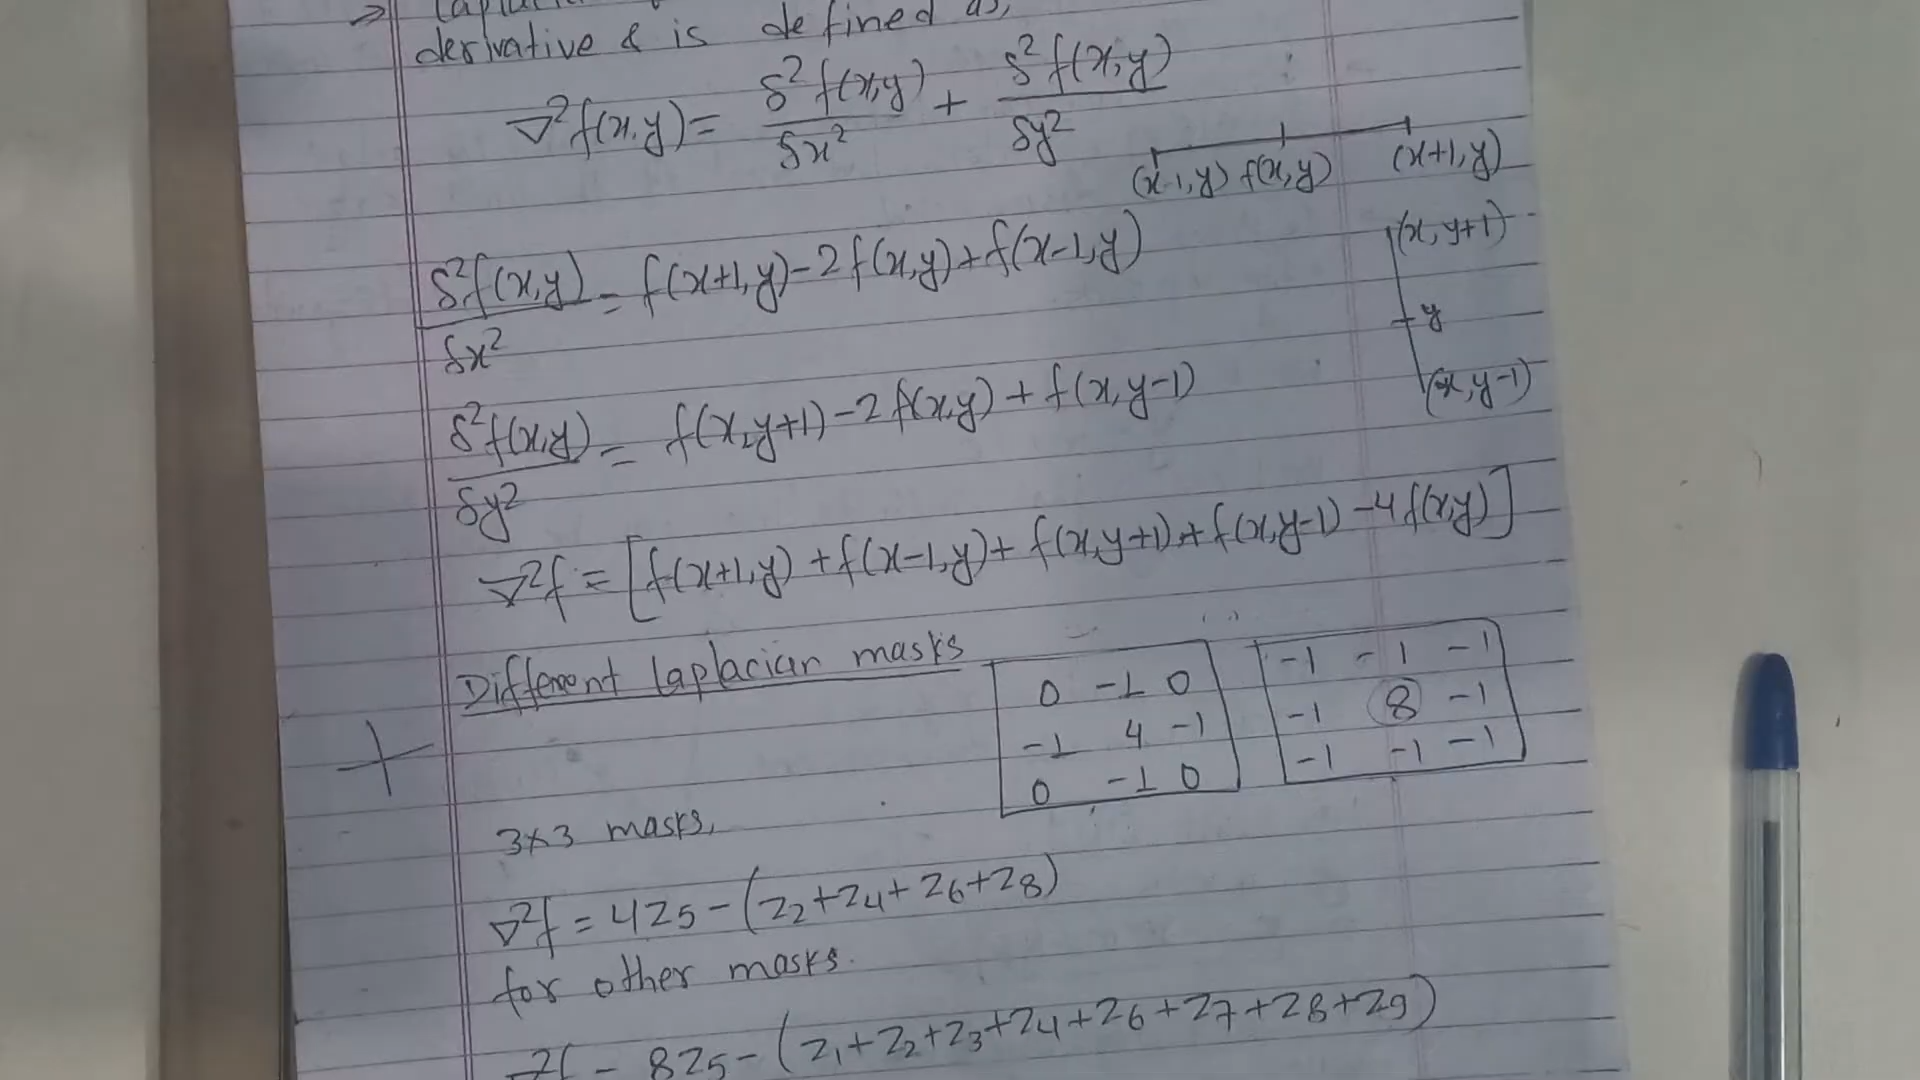 ⇒ Laplacian
derivative & is defined as,
∇²f(x,y) = δ²f(x,y)/δx² + δ²f(x,y)/δy²
(x-1,y) f(x,y) (x+1,y)
δ²f(x,y)/δx² = f(x+1,y)-2f(x,y)+f(x-1,y)
(x,y+1)
y
(x,y-1)
δ²f(x,y)/δy² = f(x,y+1)-2f(x,y)+f(x,y-1)
∇²f = [f(x+1,y)+f(x-1,y)+f(x,y+1)+f(x,y-1)-4f(x,y)]
Different laplacian masks
0 -1 0
-1 4 -1
0 -1 0
-1 -1 -1
-1 8 -1
-1 -1 -1
3×3 masks,
∇²f = 4Z5-(Z2+Z4+Z6+Z8)
for other masks.
∇²f = 8Z5-(Z1+Z2+Z3+Z4+Z6+Z7+Z8+Z9)